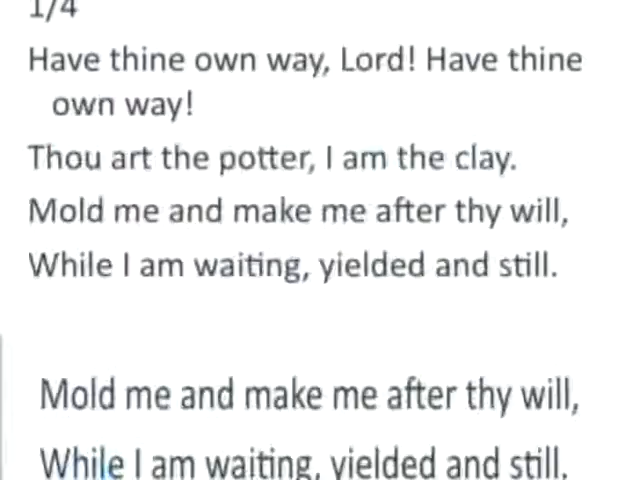 1/4
Have thine own way, Lord! Have thine
own way!
Thou art the potter, I am the clay.
Mold me and make me after thy will,
While I am waiting, yielded and still.
Mold me and make me after thy will,
While I am waiting, yielded and still.